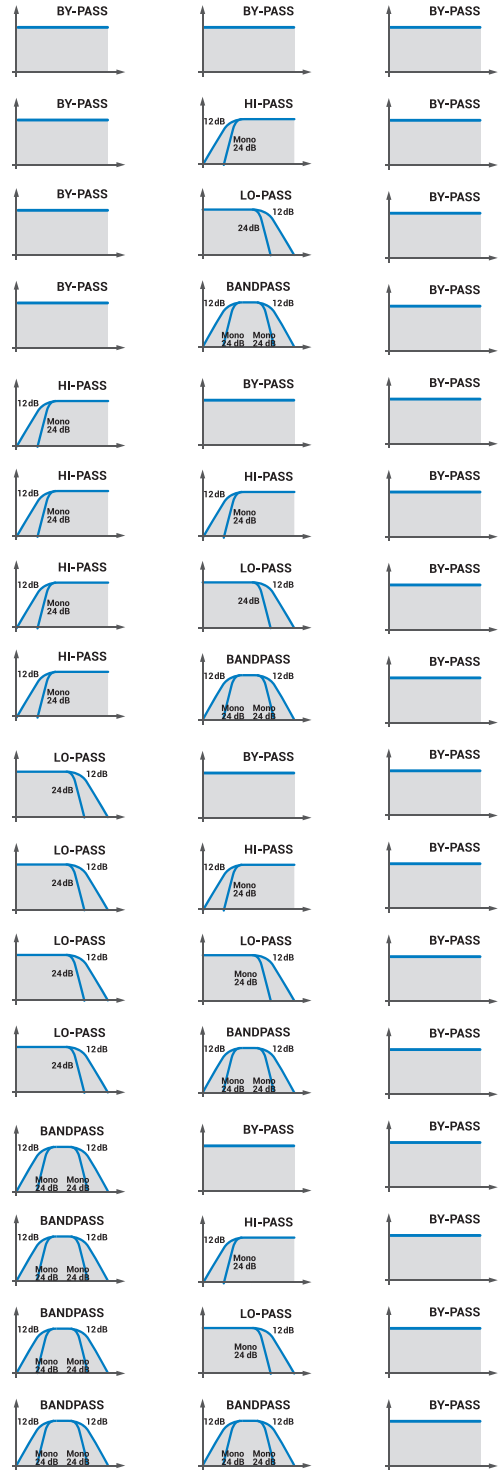 BY-PASS BY-PASS BY-PASS
BY-PASS HI-PASS BY-PASS
12dB
Mono
24 dB
BY-PASS LO-PASS BY-PASS
12dB
24dB
BY-PASS BANDPASS BY-PASS
12dB 12dB
Mono Mono
24 dB 24 dB
HI-PASS BY-PASS BY-PASS
12dB
Mono
24 dB
HI-PASS HI-PASS BY-PASS
12dB 12dB
Mono Mono
24 dB 24 dB
HI-PASS LO-PASS BY-PASS
12dB 12dB
Mono
24 dB 24dB
HI-PASS BANDPASS BY-PASS
12dB 12dB 12dB
Mono Mono Mono
24 dB 24 dB 24 dB
LO-PASS BY-PASS BY-PASS
12dB
24dB
LO-PASS HI-PASS BY-PASS
12dB 12dB
24dB Mono
24 dB
LO-PASS LO-PASS BY-PASS
12dB 12dB
24dB Mono
24 dB
LO-PASS BANDPASS BY-PASS
12dB 12dB 12dB
24dB Mono Mono
24 dB 24 dB
BANDPASS BY-PASS BY-PASS
12dB 12dB
Mono Mono
24 dB 24 dB
BANDPASS HI-PASS BY-PASS
12dB 12dB 12dB
Mono Mono Mono
24 dB 24 dB 24 dB
BANDPASS LO-PASS BY-PASS
12dB 12dB 12dB
Mono Mono Mono
24 dB 24 dB 24 dB
BANDPASS BANDPASS BY-PASS
12dB 12dB 12dB 12dB
Mono Mono Mono Mono
24 dB 24 dB 24 dB 24 dB